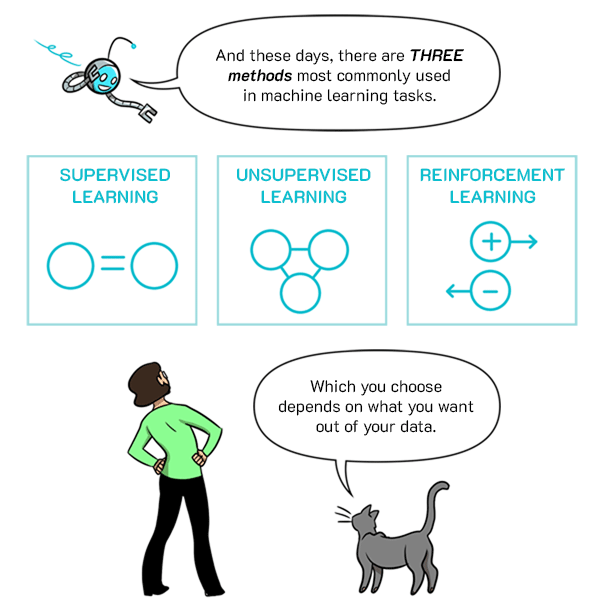 And these days, there are THREE
methods most commonly used
in machine learning tasks.
SUPERVISED
LEARNING
UNSUPERVISED
LEARNING
REINFORCEMENT
LEARNING
=
+
-
Which you choose
depends on what you want
out of your data.